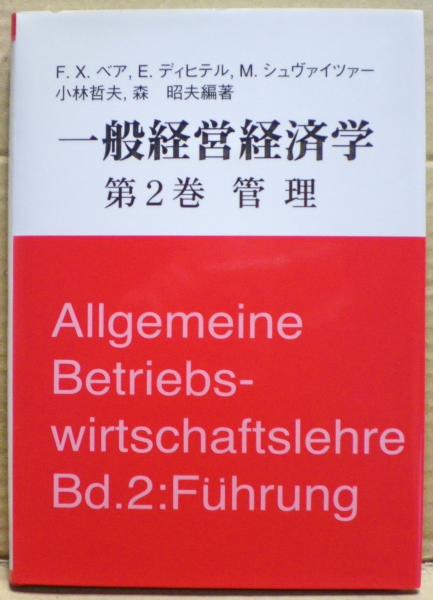 F. X. ベア, E. ディヒテル, M. シュヴァイツァー
小林哲夫, 森 昭夫編著
一般経営経済学
第2巻 管 理
Allgemeine
Betriebs-
wirtschaftslehre
Bd.2:Führung